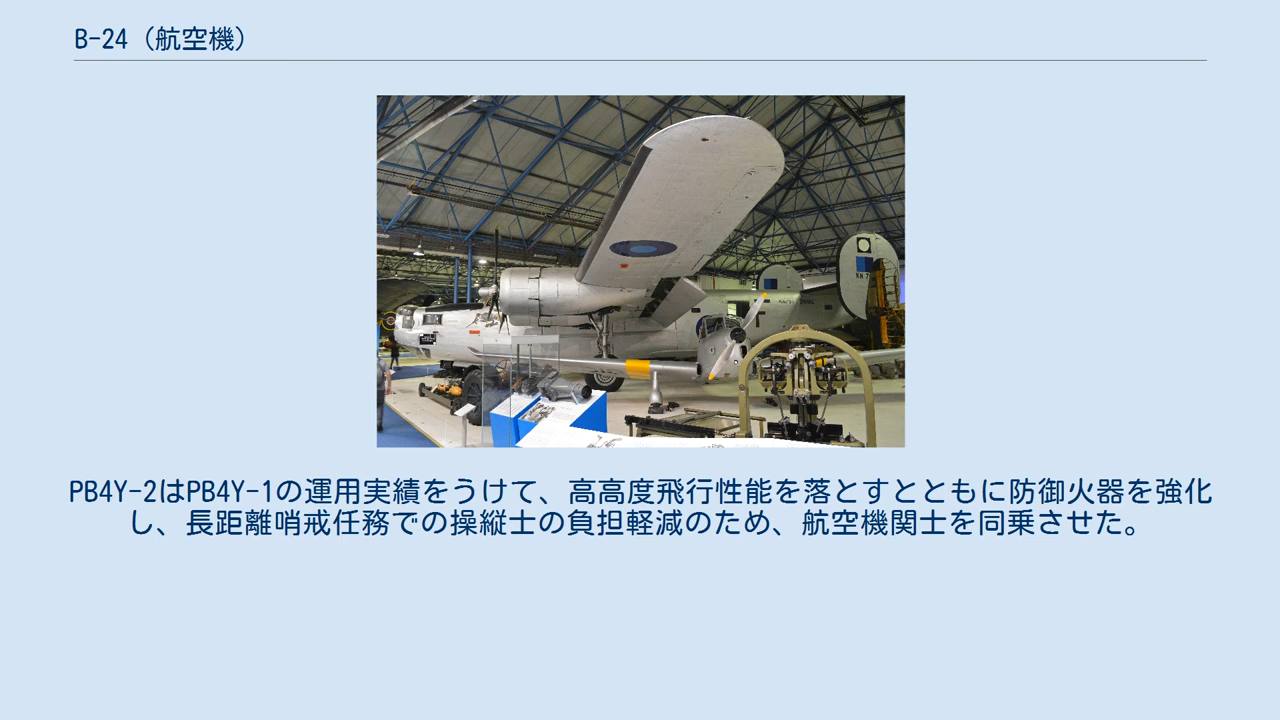 B-24（航空機）
PB4Y-2はPB4Y-1の運用実績をうけて、高高度飛行性能を落とすとともに防御火器を強化
し、長距離哨戒任務での操縦士の負担軽減のため、航空機関士を同乗させた。